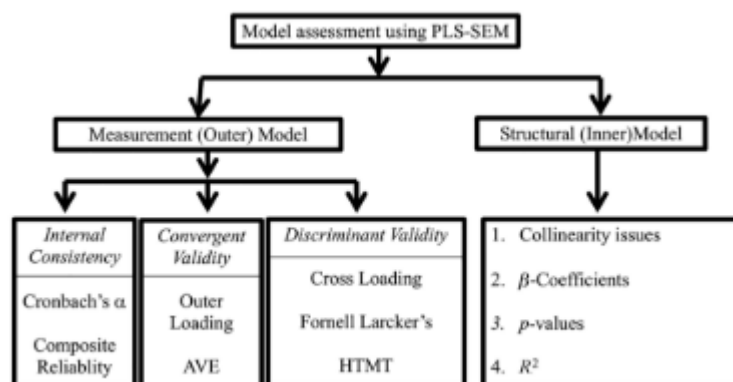 Model assessment using PLS-SEM
Measurement (Outer) Model
Structural (Inner)Model
Internal
Consistency
Cronbach's α
Composite
Reliablity
Convergent
Validity
Outer
Loading
AVE
Discriminant Validity
Cross Loading
Fornell Larcker's
HTMT
1. Collinearity issues
2. β-Coefficients
3. p-values
4. R²